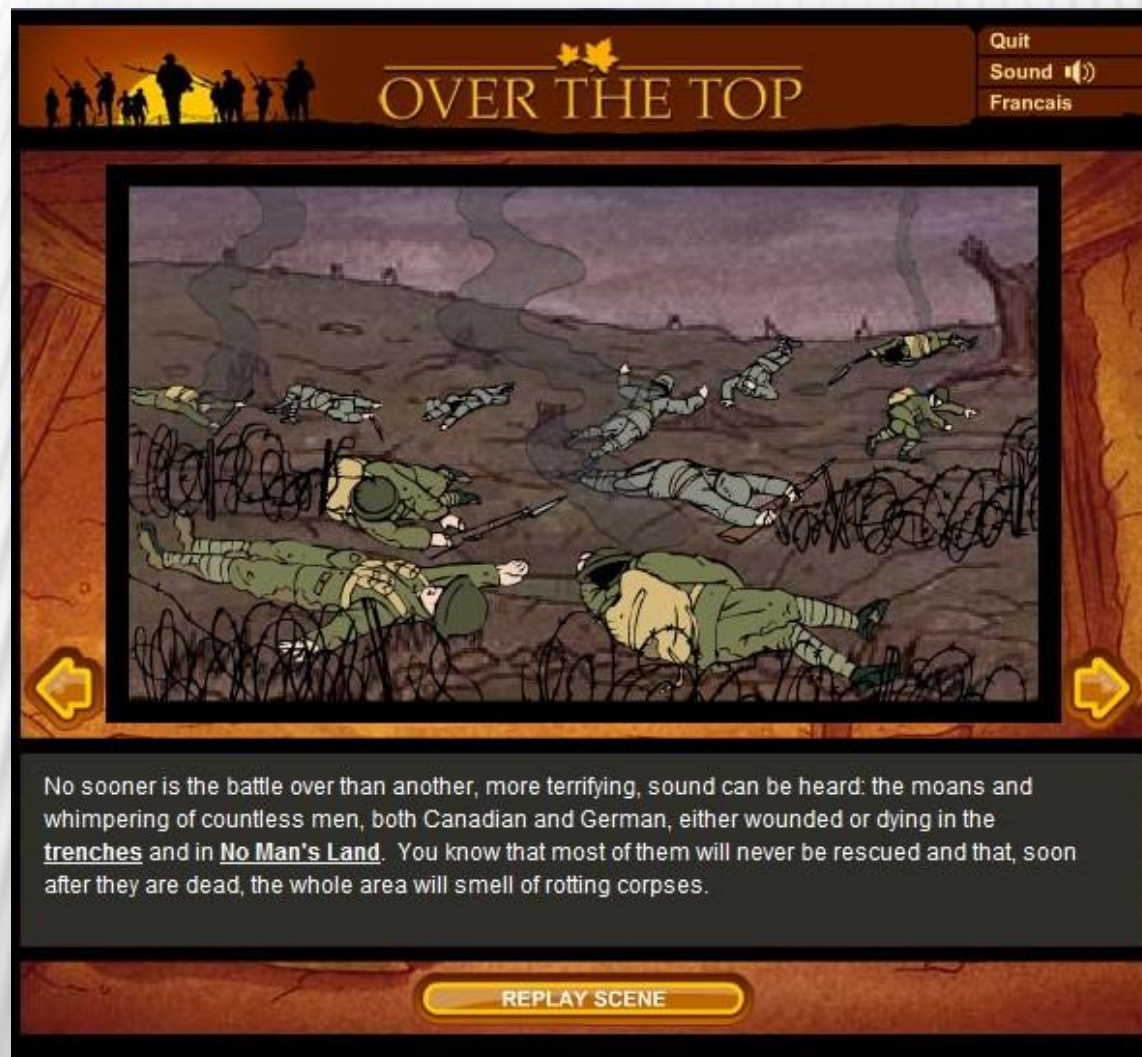 OVER THE TOP
Quit
Sound
Francais
No sooner is the battle over than another, more terrifying, sound can be heard: the moans and
whimpering of countless men, both Canadian and German, either wounded or dying in the
trenches and in No Man's Land. You know that most of them will never be rescued and that, soon
after they are dead, the whole area will smell of rotting corpses.
REPLAY SCENE